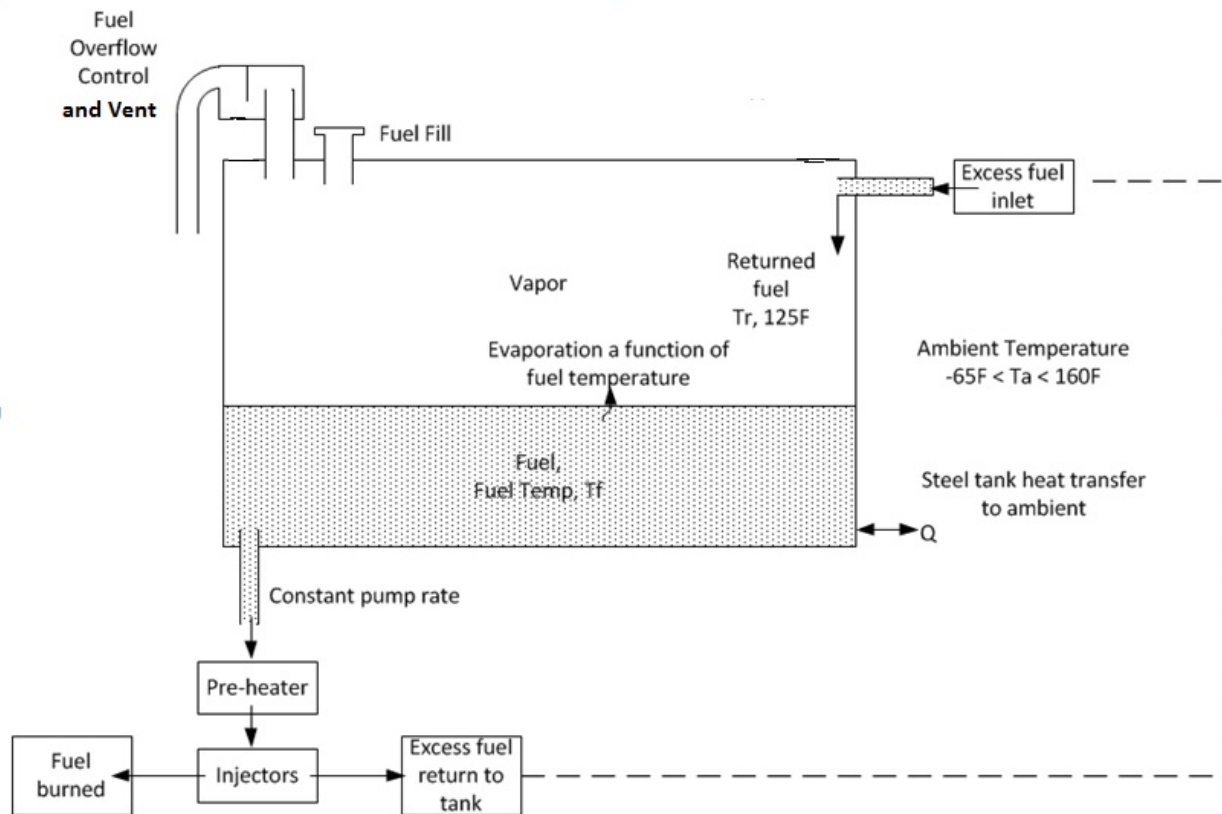 Fuel
Overflow
Control
and Vent
Fuel Fill
Excess fuel
inlet
Returned
fuel
Tr, 125F
Vapor
Evaporation a function of
fuel temperature
Ambient Temperature
-65F < Ta < 160F
Fuel,
Fuel Temp, Tf
Steel tank heat transfer
to ambient
Q
Constant pump rate
Pre-heater
Fuel
burned
Injectors
Excess fuel
return to
tank